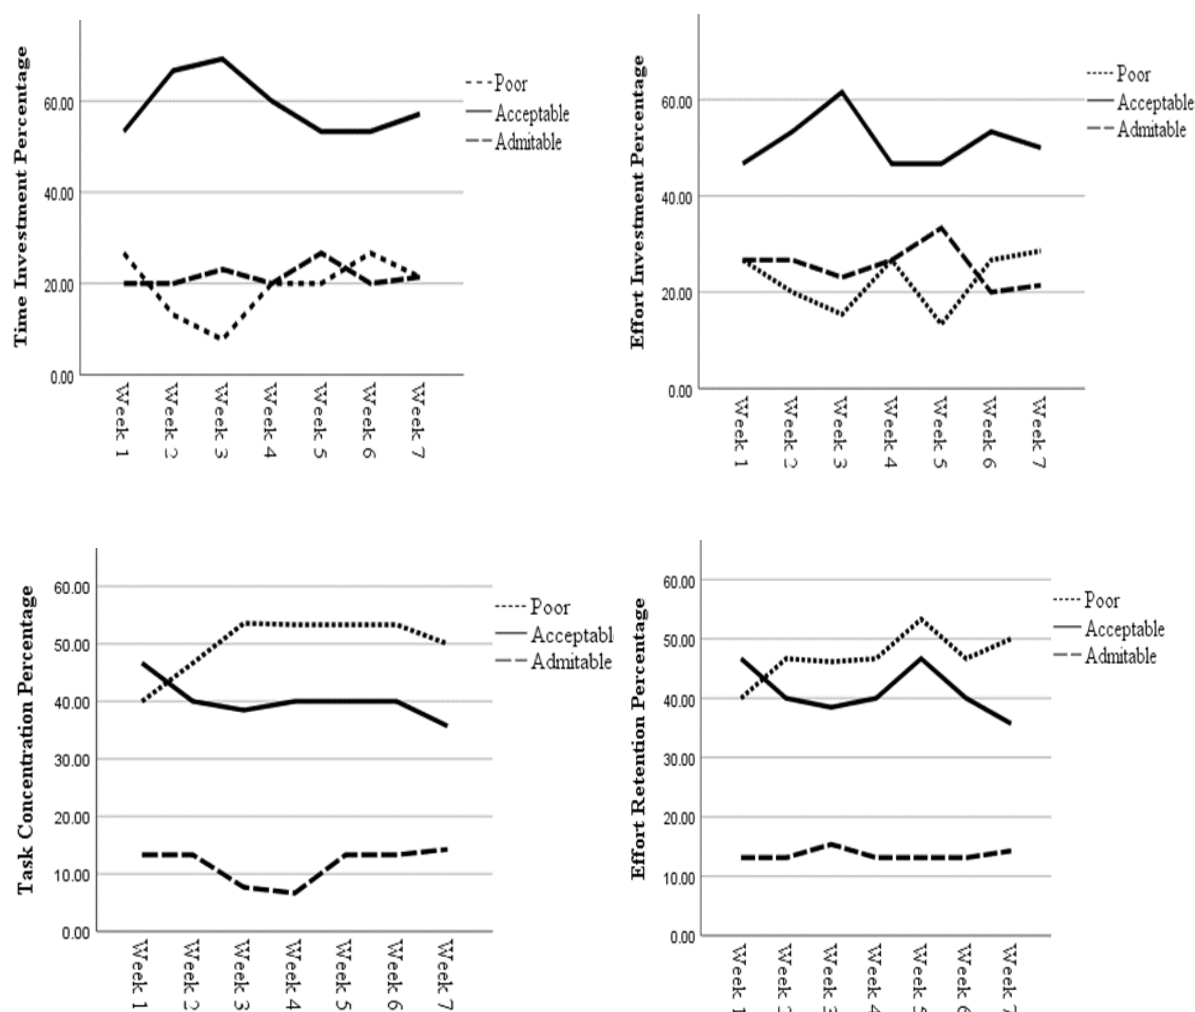 Time Investment Percentage
60.00
40.00
20.00
0.00
Week 1
Week 2
Week 3
Week 4
Week 5
Week 6
Week 7
Poor
Acceptable
Admitable
Effort Investment Percentage
60.00
40.00
20.00
0.00
Week 1
Week 2
Week 3
Week 4
Week 5
Week 6
Week 7
Poor
Acceptable
Admitable
Task Concentration Percentage
60.00
50.00
40.00
30.00
20.00
10.00
0.00
Week 1
Week 2
Week 3
Week 4
Week 5
Week 6
Week 7
Poor
Acceptabl
Admitable
Effort Retention Percentage
60.00
50.00
40.00
30.00
20.00
10.00
0.00
Week 1
Week 2
Week 3
Week 4
Week 5
Week 6
Week 7
Poor
Acceptable
Admitable